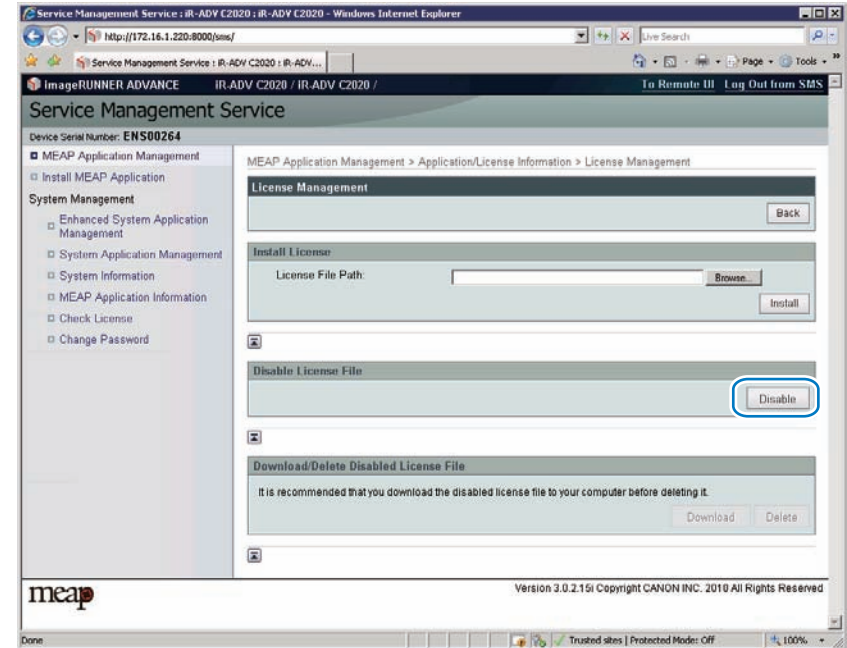 Service Management Service : iR-ADV C2020 : iR-ADV C2020 - Windows Internet Explorer
http://172.16.1.220:8000/sms/
Live Search
Service Management Service : iR-ADV C2020 : iR-ADV...
Page Tools
ImageRUNNER ADVANCE iR-ADV C2020 / iR-ADV C2020 / To Remote UI Log Out from SMS
Service Management Service
Device Serial Number: ENS00264
MEAP Application Management
Install MEAP Application
System Management
Enhanced System Application
Management
System Application Management
System Information
MEAP Application Information
Check License
Change Password
MEAP Application Management > Application/License Information > License Management
License Management
Back
Install License
License File Path:
Browse...
Install
Disable License File
Disable
Download/Delete Disabled License File
It is recommended that you download the disabled license file to your computer before deleting it.
Download Delete
meap
Version 3.0.2.15i Copyright CANON INC. 2010 All Rights Reserved
Done
Trusted sites | Protected Mode: Off
100%